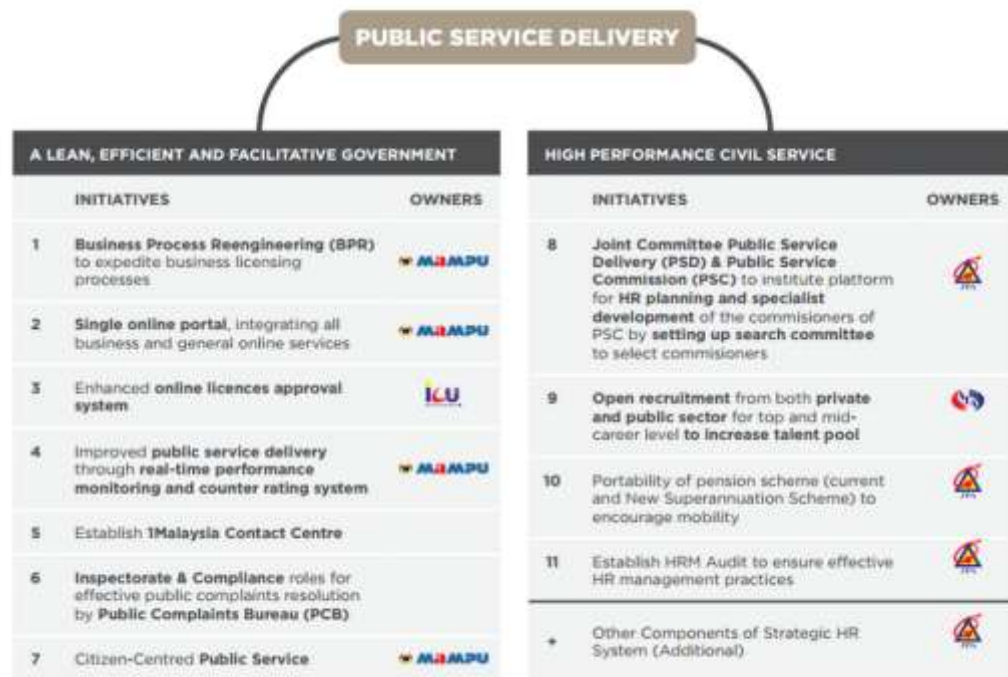 PUBLIC SERVICE DELIVERY
A LEAN, EFFICIENT AND FACILITATIVE GOVERNMENT
INITIATIVES OWNERS
1 Business Process Reengineering (BPR)
to expedite business licensing
processes
MAMPU
2 Single online portal, integrating all
business and general online services
MAMPU
3 Enhanced online licences approval
system
ICU
4 Improved public service delivery
through real-time performance
monitoring and counter rating system
MAMPU
5 Establish 1Malaysia Contact Centre
6 Inspectorate & Compliance roles for
effective public complaints resolution
by Public Complaints Bureau (PCB)
7 Citizen-Centred Public Service
MAMPU
HIGH PERFORMANCE CIVIL SERVICE
INITIATIVES OWNERS
8 Joint Committee Public Service
Delivery (PSD) & Public Service
Commission (PSC) to institute platform
for HR planning and specialist
development of the commisioners of
PSC by setting up search committee
to select commisioners
9 Open recruitment from both private
and public sector for top and mid-
career level to increase talent pool
10 Portability of pension scheme (current
and New Superannuation Scheme) to
encourage mobility
11 Establish HRM Audit to ensure effective
HR management practices
+ Other Components of Strategic HR
System (Additional)